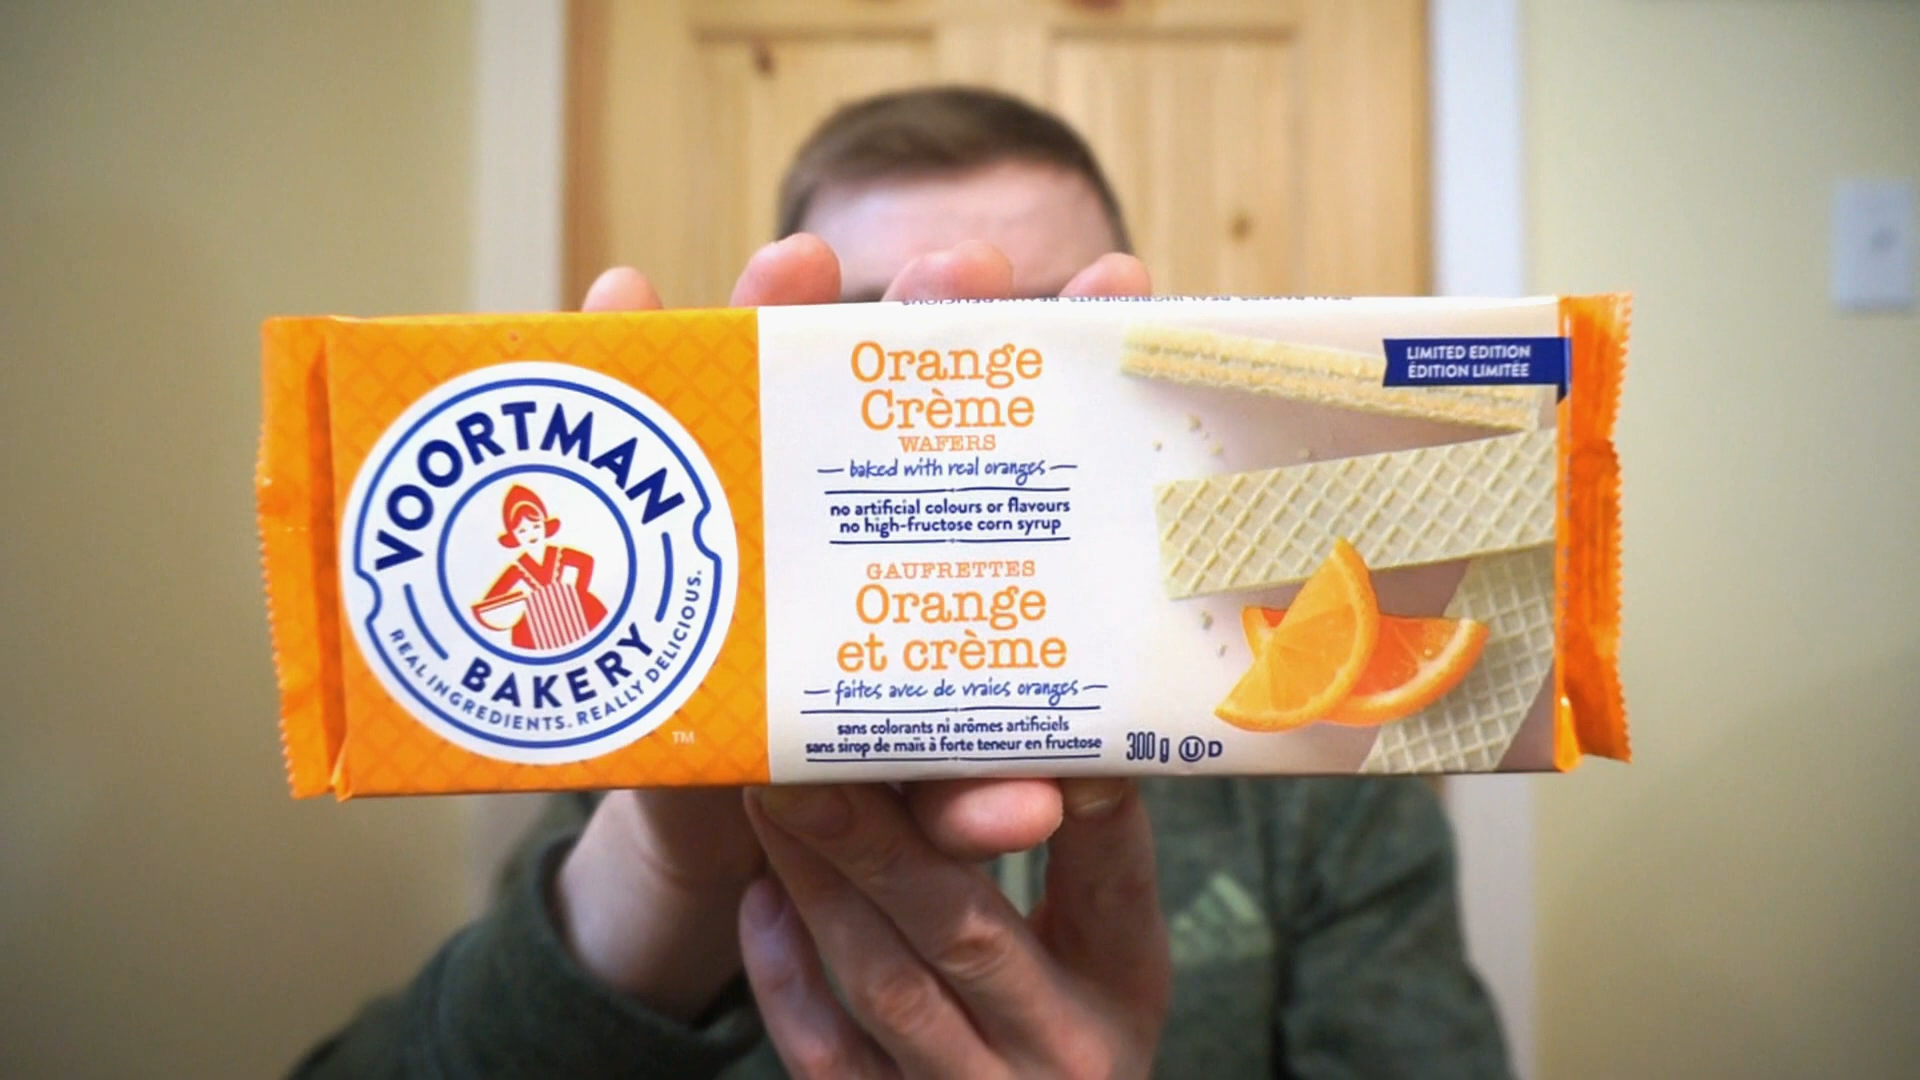 VOORTMAN
BAKERY
REAL INGREDIENTS. REALLY DELICIOUS.
TM
Orange
Crème
WAFERS
baked with real oranges
no artificial colours or flavours
no high-fructose corn syrup
GAUFRETTES
Orange
et crème
faites avec de vraies oranges
sans colorants ni arômes artificiels
sans sirop de maïs à forte teneur en fructose
300 g U D
LIMITED EDITION
ÉDITION LIMITÉE